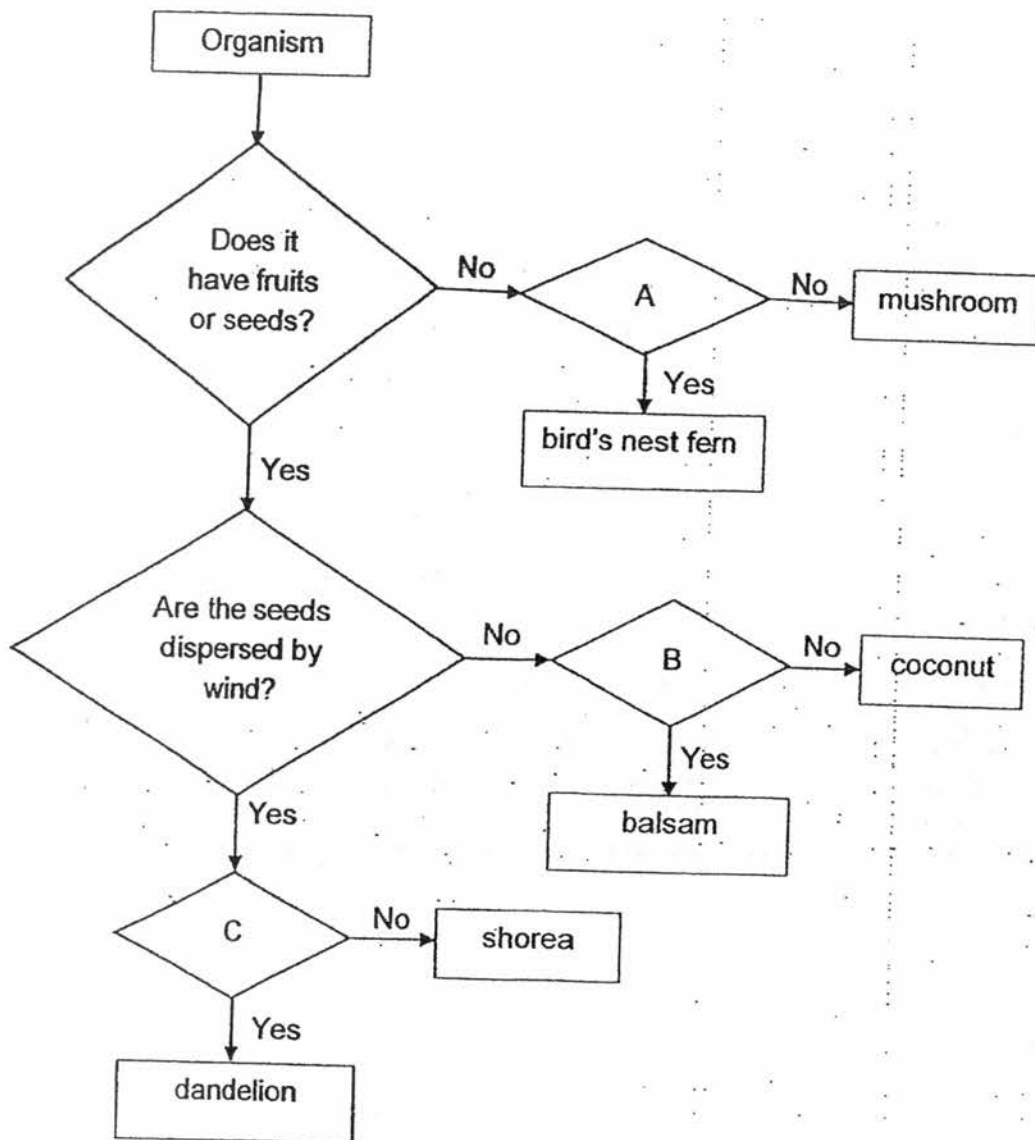 Organism
Does it
have fruits
or seeds?
No
A
No
mushroom
Yes
bird's nest fern
Yes
Are the seeds
dispersed by
wind?
No
B
No
coconut
Yes
balsam
Yes
C
No
shorea
Yes
dandelion